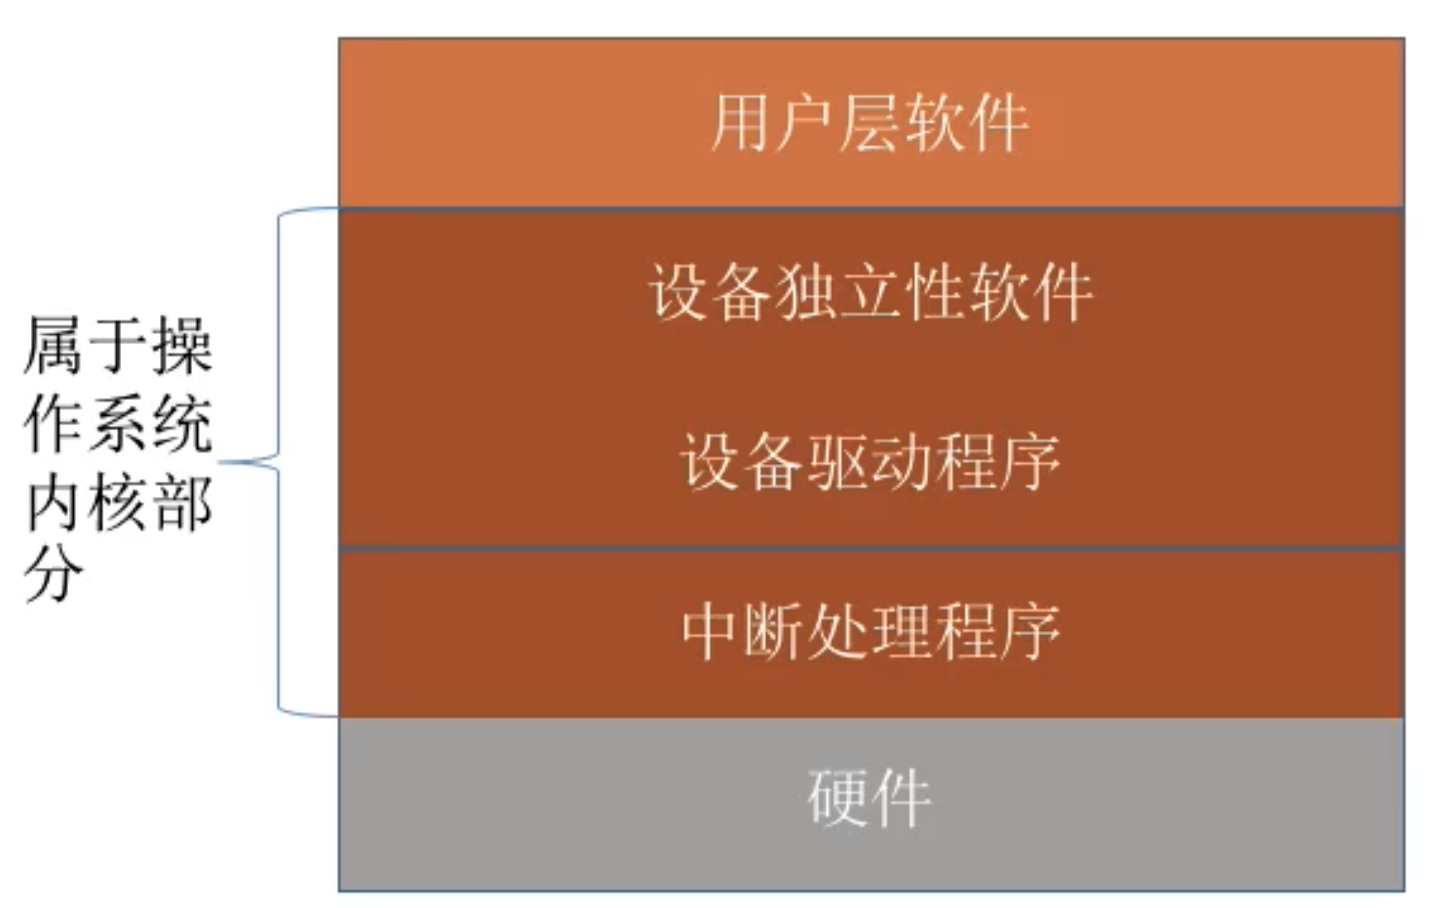 用户层软件
设备独立性软件
属于操
作系统
内核部
分
设备驱动程序
中断处理程序
硬件